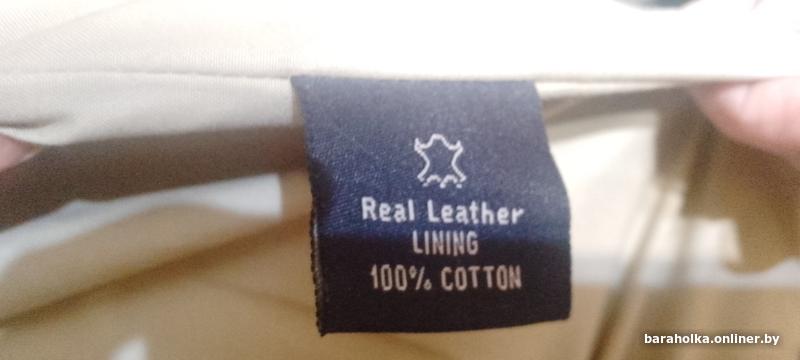 Real Leather
LINING
100% COTTON
baraholka.onliner.by